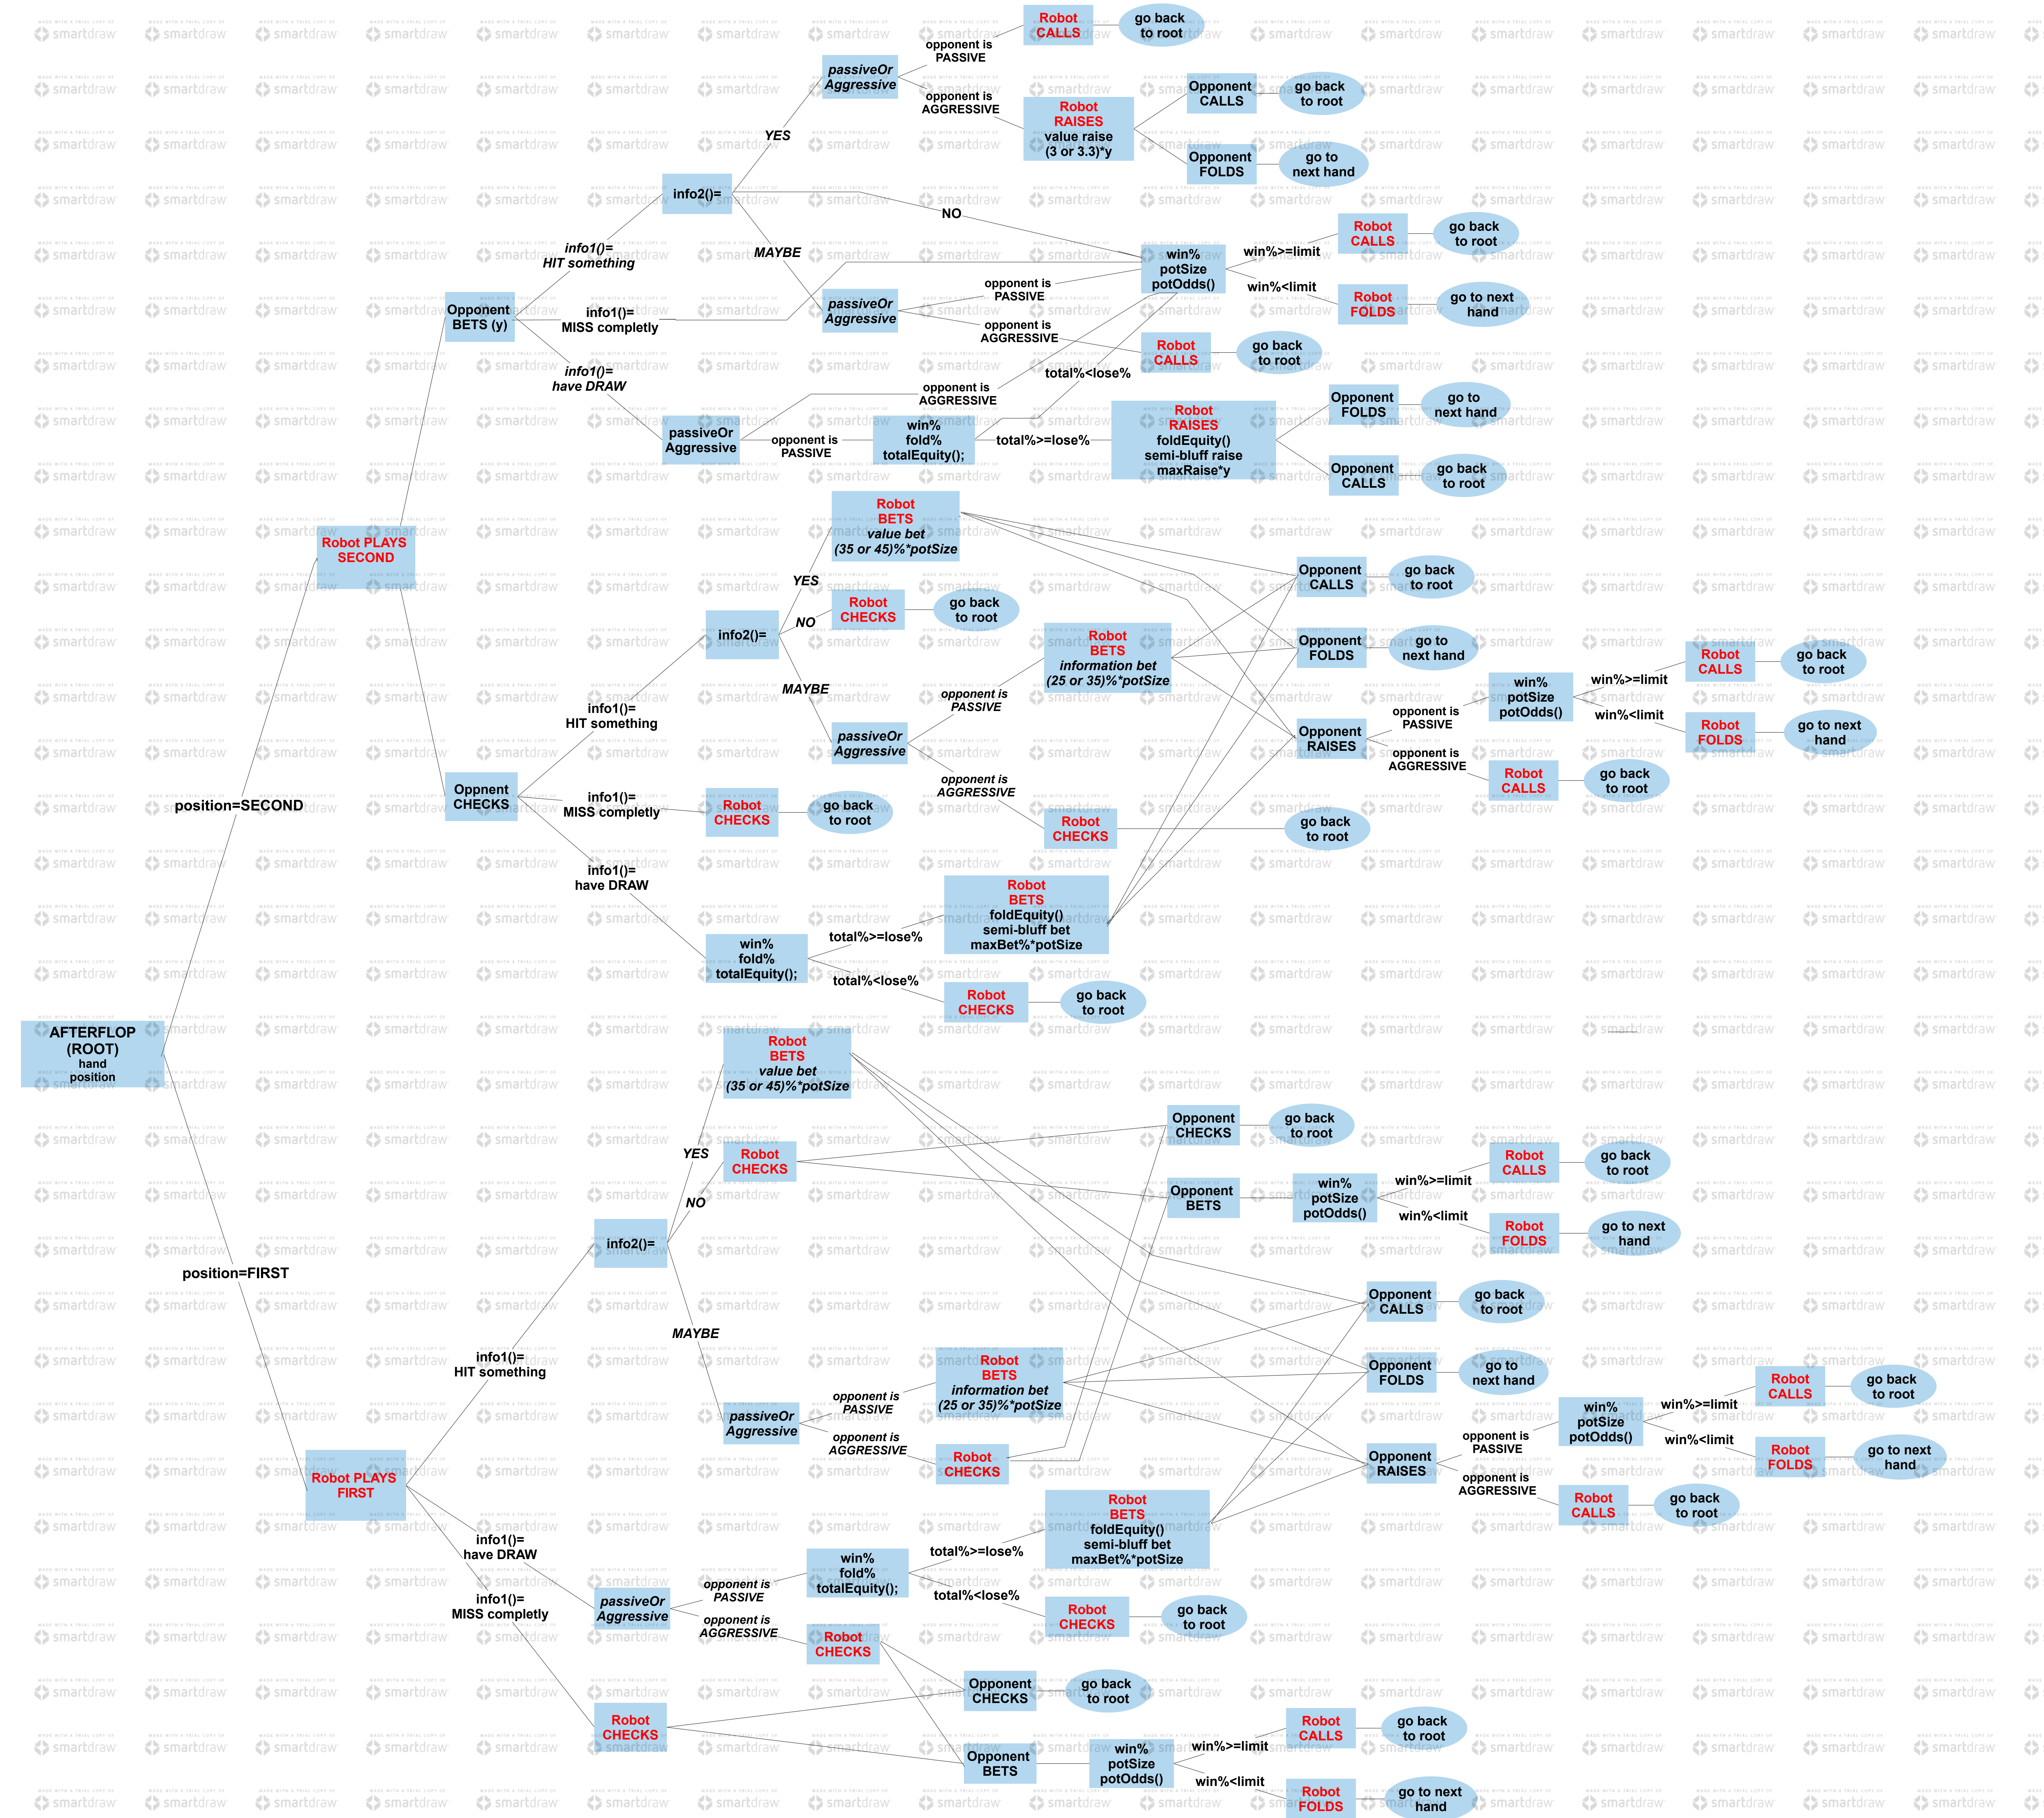 MADE WITH A TRIAL COPY OF
smartdraw
AFTERFLOP
(ROOT)
hand
position
position=SECOND
Robot PLAYS
SECOND
Opponent
BETS (y)
info1()=
HIT something
info2()=
YES
passiveOr
Aggressive
opponent is
PASSIVE
Robot
CALLS
go back
to root
opponent is
AGGRESSIVE
Robot
RAISES
value raise
(3 or 3.3)*y
Opponent
CALLS
go back
to root
Opponent
FOLDS
go to
next hand
NO
MAYBE
passiveOr
Aggressive
opponent is
PASSIVE
win%
potSize
potOdds()
win%>=limit
Robot
CALLS
go back
to root
win%<limit
Robot
FOLDS
go to next
hand
opponent is
AGGRESSIVE
Robot
CALLS
go back
to root
info1()=
MISS completly
info1()=
have DRAW
passiveOr
Aggressive
opponent is
AGGRESSIVE
opponent is
PASSIVE
win%
fold%
totalEquity();
total%<lose%
total%>=lose%
Robot
RAISES
foldEquity()
semi-bluff raise
maxRaise*y
Opponent
FOLDS
go to
next hand
Opponent
CALLS
go back
to root
Oppnent
CHECKS
info1()=
HIT something
info2()=
YES
Robot
BETS
value bet
(35 or 45)%*potSize
NO
Robot
CHECKS
go back
to root
MAYBE
passiveOr
Aggressive
opponent is
PASSIVE
Robot
BETS
information bet
(25 or 35)%*potSize
opponent is
AGGRESSIVE
Robot
CHECKS
go back
to root
Opponent
CALLS
go back
to root
Opponent
FOLDS
go to
next hand
Opponent
RAISES
opponent is
PASSIVE
win%
potSize
potOdds()
win%>=limit
Robot
CALLS
go back
to root
win%<limit
Robot
FOLDS
go to next
hand
opponent is
AGGRESSIVE
Robot
CALLS
go back
to root
info1()=
MISS completly
Robot
CHECKS
go back
to root
info1()=
have DRAW
win%
fold%
totalEquity();
total%>=lose%
Robot
BETS
foldEquity()
semi-bluff bet
maxBet%*potSize
total%<lose%
Robot
CHECKS
go back
to root
position=FIRST
Robot PLAYS
FIRST
info1()=
HIT something
info2()=
YES
Robot
BETS
value bet
(35 or 45)%*potSize
NO
Robot
CHECKS
Opponent
CHECKS
go back
to root
Opponent
BETS
win%
potSize
potOdds()
win%>=limit
Robot
CALLS
go back
to root
win%<limit
Robot
FOLDS
go to next
hand
MAYBE
passiveOr
Aggressive
opponent is
PASSIVE
Robot
BETS
information bet
(25 or 35)%*potSize
opponent is
AGGRESSIVE
Robot
CHECKS
Opponent
CALLS
go back
to root
Opponent
FOLDS
go to
next hand
Opponent
RAISES
opponent is
PASSIVE
win%
potSize
potOdds()
win%>=limit
Robot
CALLS
go back
to root
win%<limit
Robot
FOLDS
go to next
hand
opponent is
AGGRESSIVE
Robot
CALLS
go back
to root
info1()=
have DRAW
passiveOr
Aggressive
opponent is
PASSIVE
win%
fold%
totalEquity();
total%>=lose%
Robot
BETS
foldEquity()
semi-bluff bet
maxBet%*potSize
total%<lose%
Robot
CHECKS
go back
to root
opponent is
AGGRESSIVE
Robot
CHECKS
info1()=
MISS completly
Robot
CHECKS
Opponent
CHECKS
go back
to root
Opponent
BETS
win%
potSize
potOdds()
win%>=limit
Robot
CALLS
go back
to root
win%<limit
Robot
FOLDS
go to next
hand